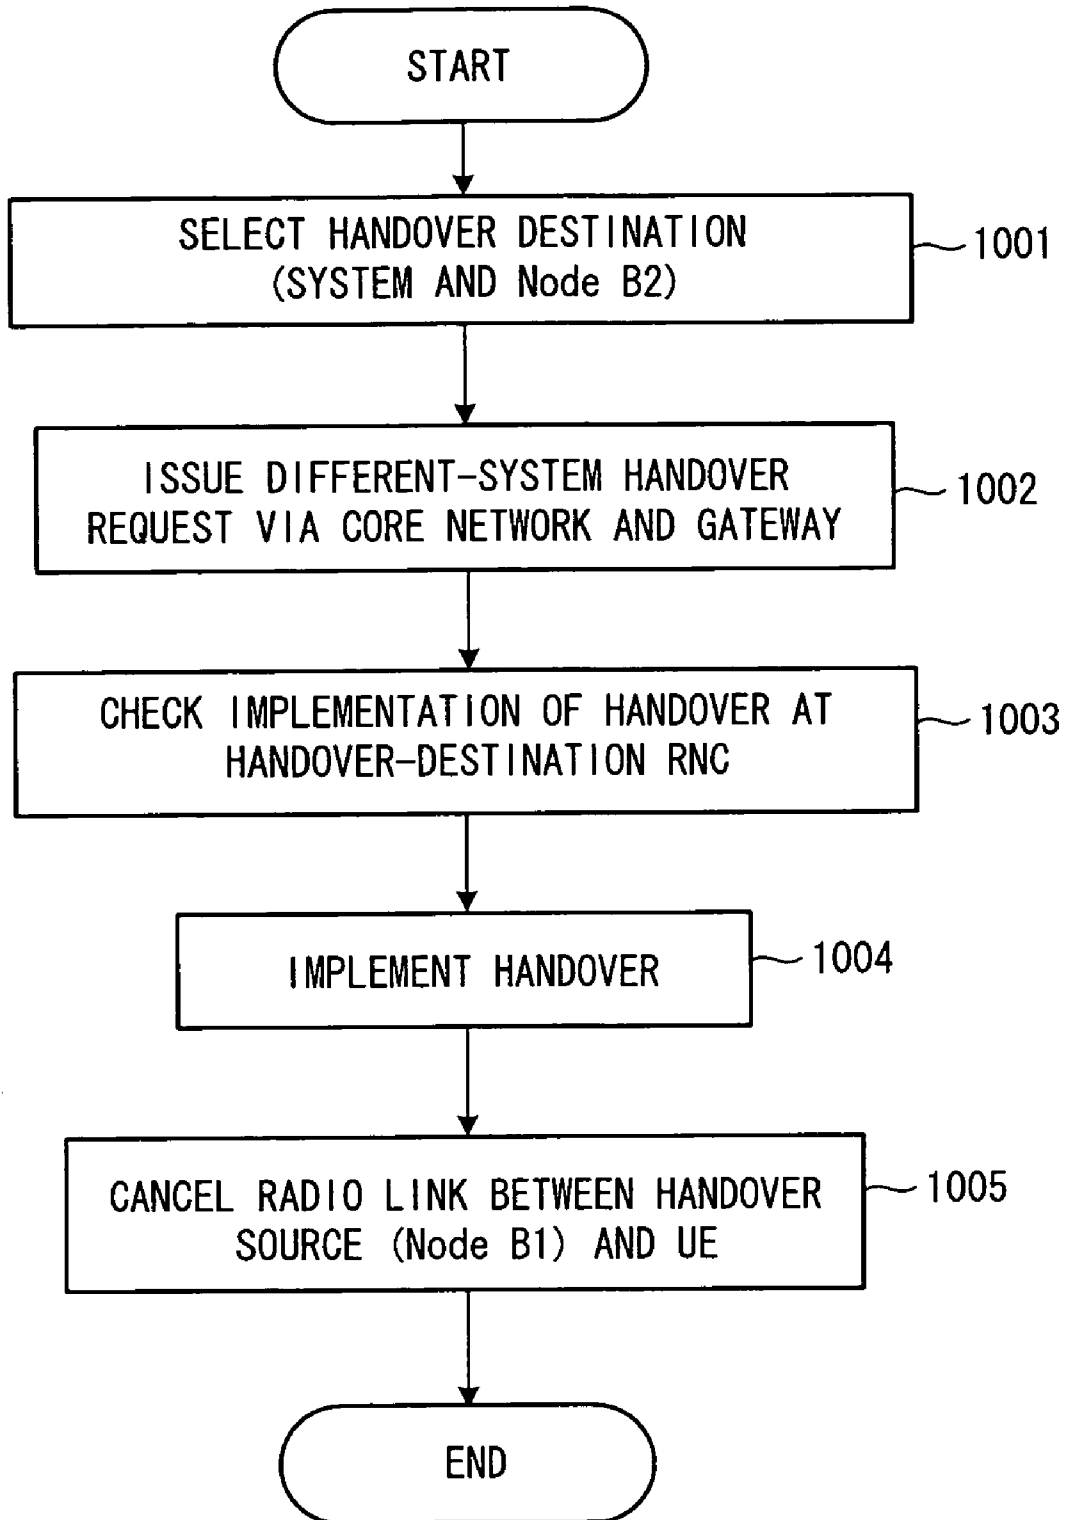 START
SELECT HANDOVER DESTINATION
(SYSTEM AND Node B2)
1001
ISSUE DIFFERENT-SYSTEM HANDOVER
REQUEST VIA CORE NETWORK AND GATEWAY
1002
CHECK IMPLEMENTATION OF HANDOVER AT
HANDOVER-DESTINATION RNC
1003
IMPLEMENT HANDOVER
1004
CANCEL RADIO LINK BETWEEN HANDOVER
SOURCE (Node B1) AND UE
1005
END